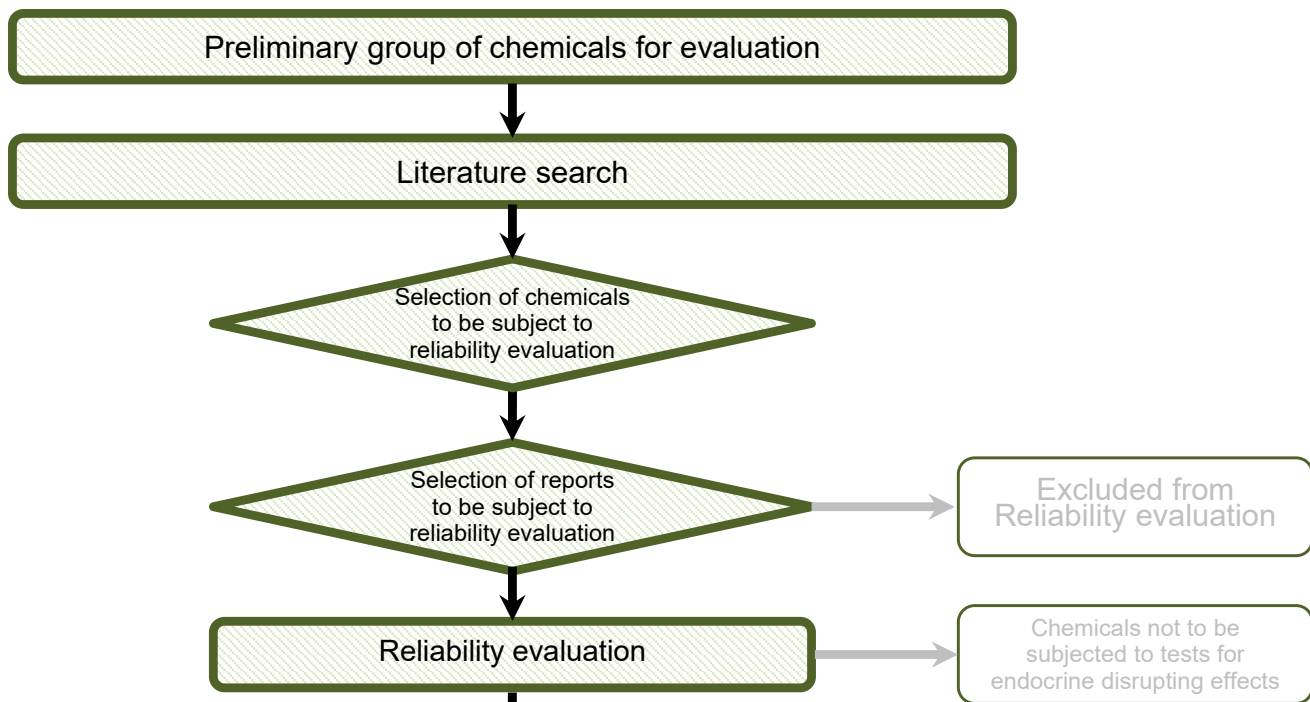 Preliminary group of chemicals for evaluation
Literature search
Selection of chemicals
to be subject to
reliability evaluation
Selection of reports
to be subject to
reliability evaluation
Excluded from
Reliability evaluation
Reliability evaluation
Chemicals not to be
subjected to tests for
endocrine disrupting effects